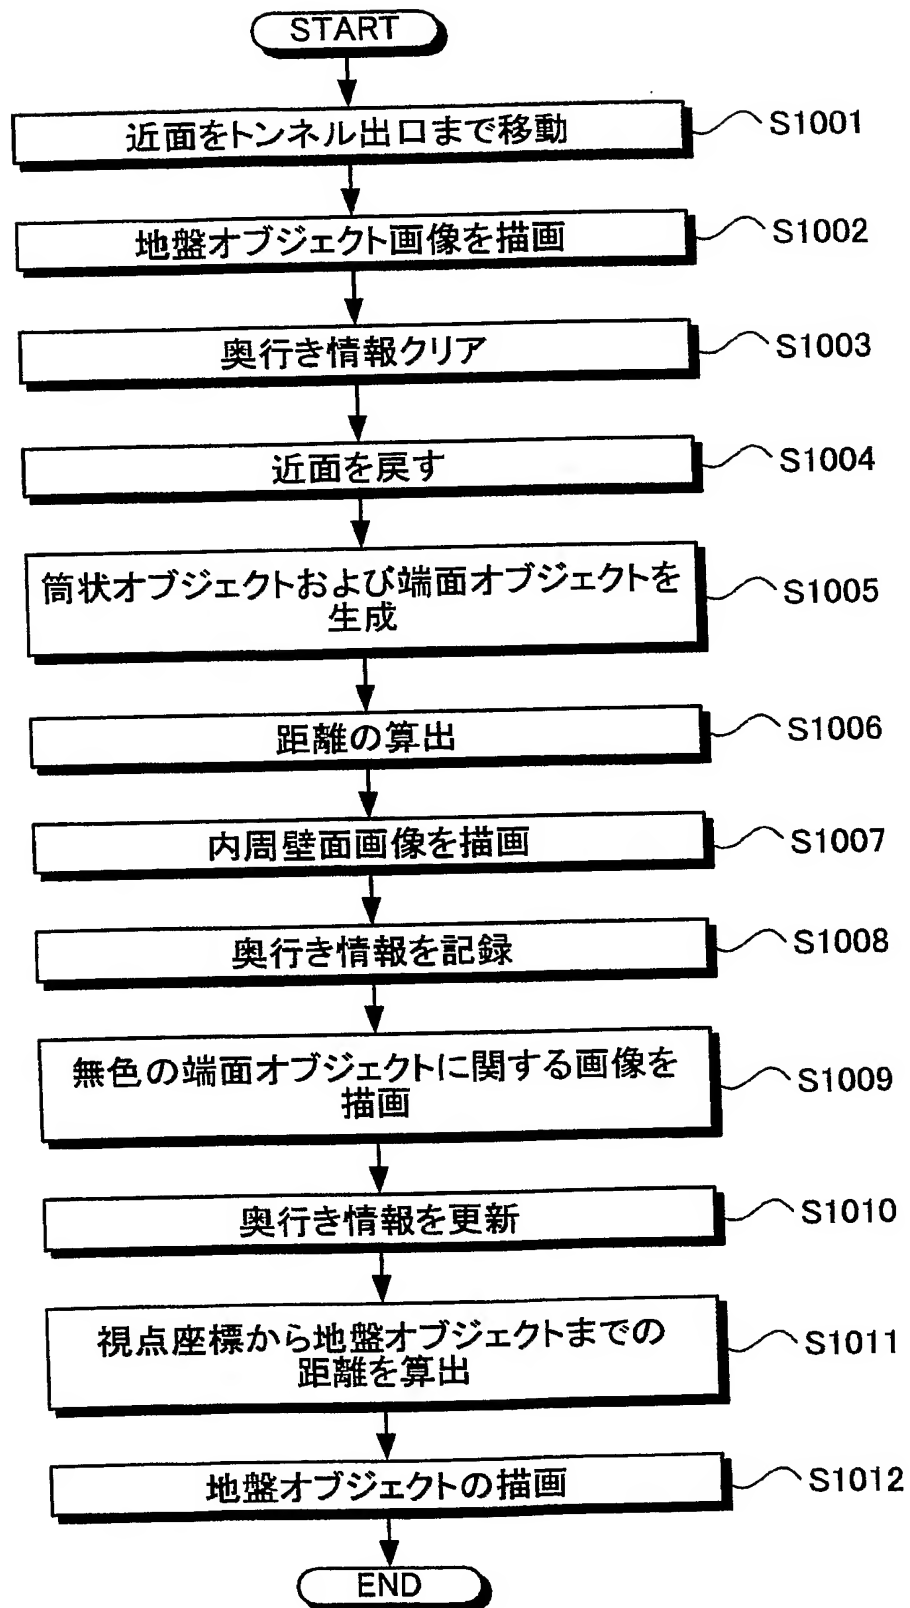 START
近面をトンネル出口まで移動
S1001
地盤オブジェクト画像を描画
S1002
奥行き情報クリア
S1003
近面を戻す
S1004
筒状オブジェクトおよび端面オブジェクトを
生成
S1005
距離の算出
S1006
内周壁面画像を描画
S1007
奥行き情報を記録
S1008
無色の端面オブジェクトに関する画像を
描画
S1009
奥行き情報を更新
S1010
視点座標から地盤オブジェクトまでの
距離を算出
S1011
地盤オブジェクトの描画
S1012
END